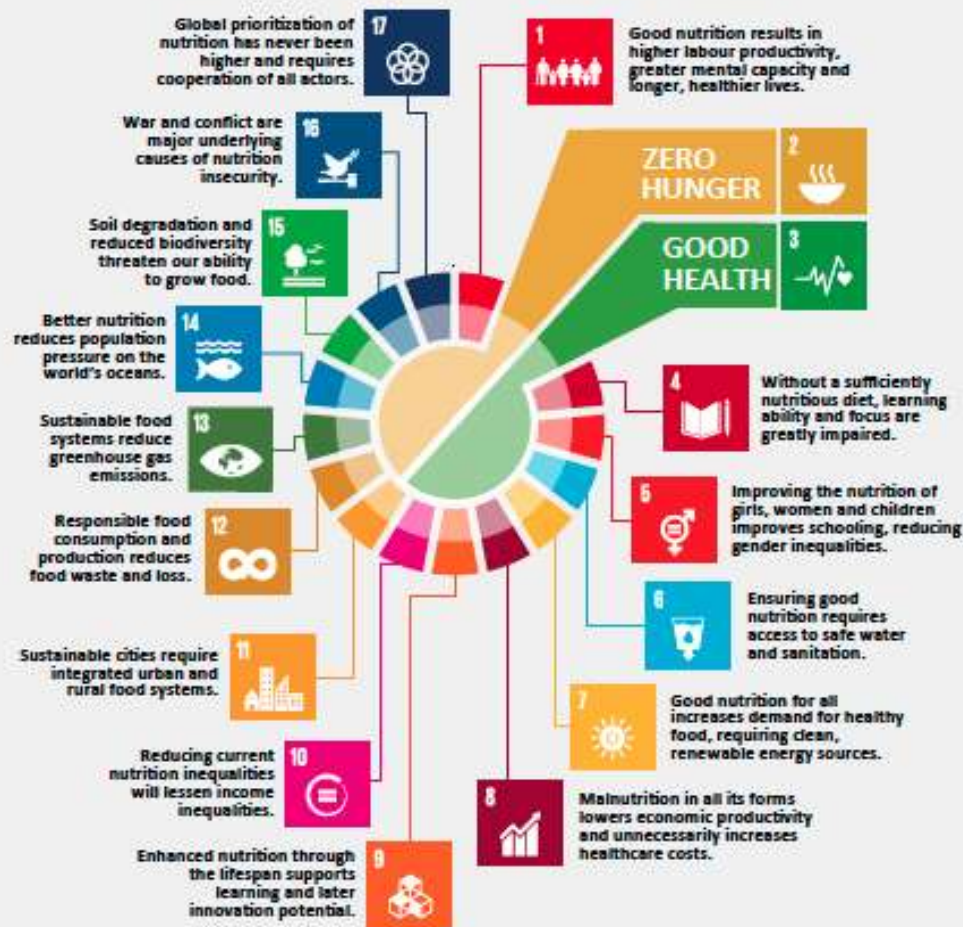 17
Global prioritization of
nutrition has never been
higher and requires
cooperation of all actors.
1
Good nutrition results in
higher labour productivity,
greater mental capacity and
longer, healthier lives.
16
War and conflict are
major underlying
causes of nutrition
insecurity.
ZERO
HUNGER
2
15
Soil degradation and
reduced biodiversity
threaten our ability
to grow food.
GOOD
HEALTH
3
14
Better nutrition
reduces population
pressure on the
world's oceans.
4
Without a sufficiently
nutritious diet, learning
ability and focus are
greatly impaired.
13
Sustainable food
systems reduce
greenhouse gas
emissions.
5
Improving the nutrition of
girls, women and children
improves schooling, reducing
gender inequalities.
12
Responsible food
consumption and
production reduces
food waste and loss.
6
Ensuring good
nutrition requires
access to safe water
and sanitation.
11
Sustainable cities require
integrated urban and
rural food systems.
7
Good nutrition for all
increases demand for healthy
food, requiring clean,
renewable energy sources.
10
Reducing current
nutrition inequalities
will lessen income
inequalities.
8
Malnutrition in all its forms
lowers economic productivity
and unnecessarily increases
healthcare costs.
9
Enhanced nutrition through
the lifespan supports
learning and later
innovation potential.